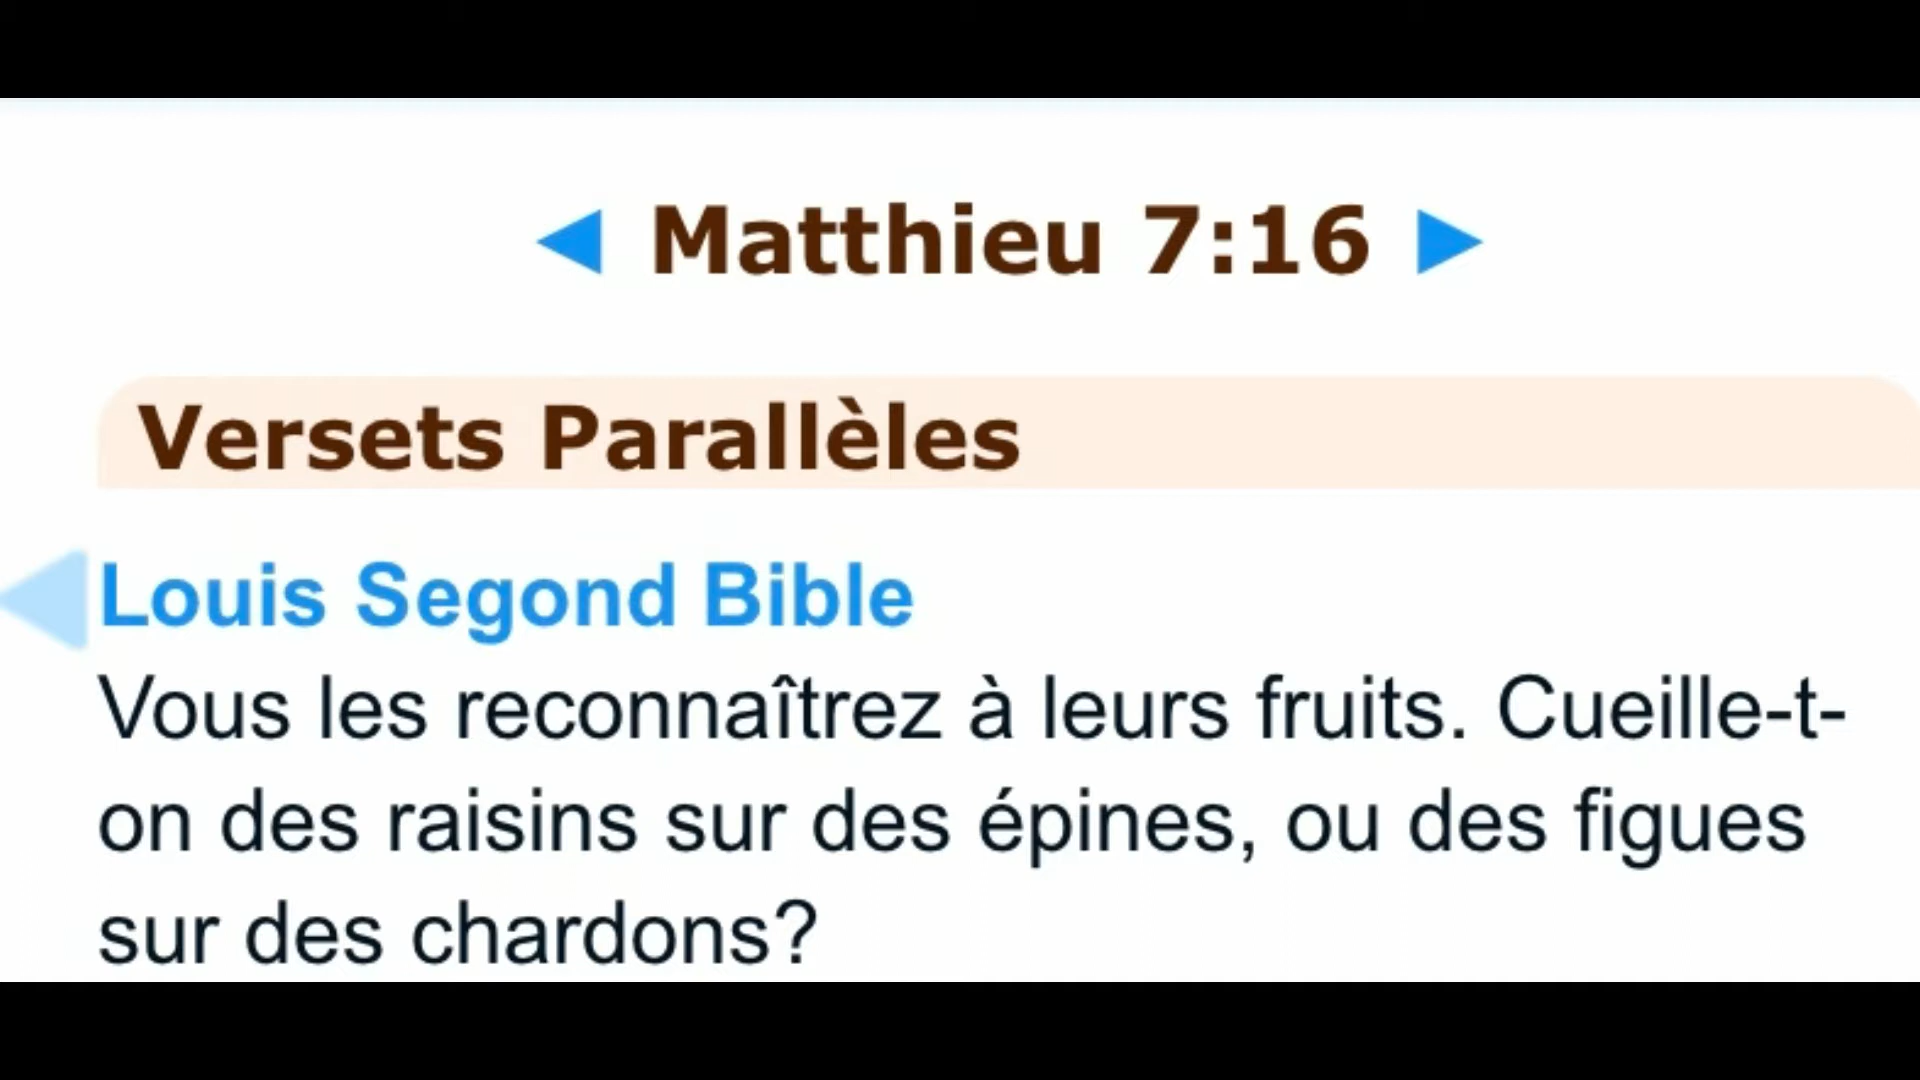 Matthieu 7:16
Versets Parallèles
Louis Segond Bible
Vous les reconnaîtrez à leurs fruits. Cueille-t-
on des raisins sur des épines, ou des figues
sur des chardons?